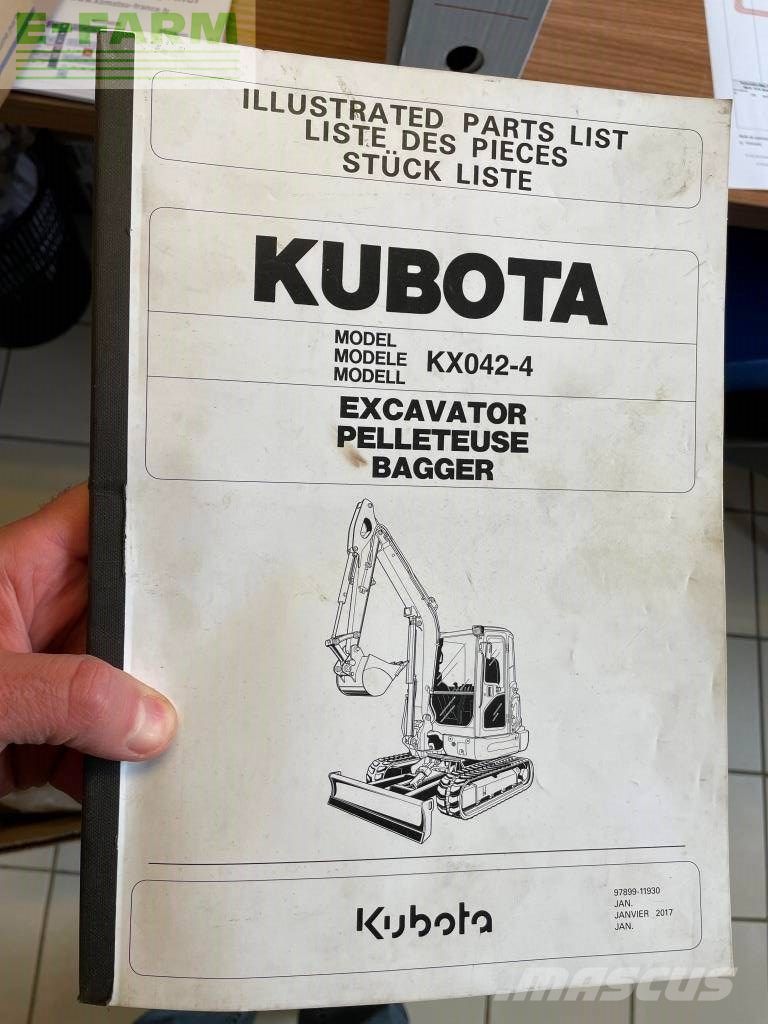 E-FARM
ILLUSTRATED PARTS LIST
LISTE DES PIECES
STÜCK LISTE
KUBOTA
MODEL
MODELE KX042-4
MODELL
EXCAVATOR
PELLETEUSE
BAGGER
Kubota
97899-11930
JAN.
JANVIER 2017
JAN.
MASCUS